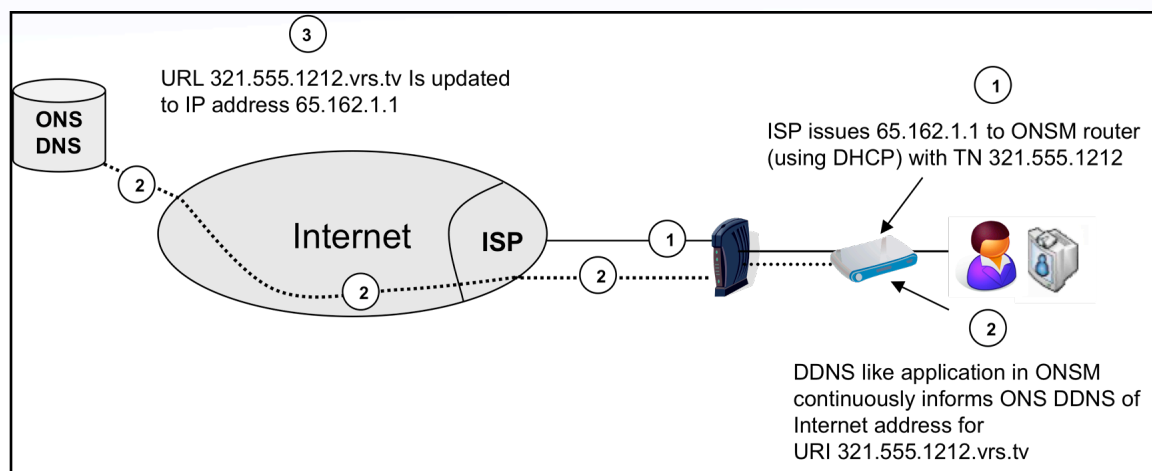 3
URL 321.555.1212.vrs.tv Is updated
to IP address 65.162.1.1
ONS
DNS
1
ISP issues 65.162.1.1 to ONSM router
(using DHCP) with TN 321.555.1212
2
Internet
ISP
1
2
2
2
DDNS like application in ONSM
continuously informs ONS DDNS of
Internet address for
URI 321.555.1212.vrs.tv